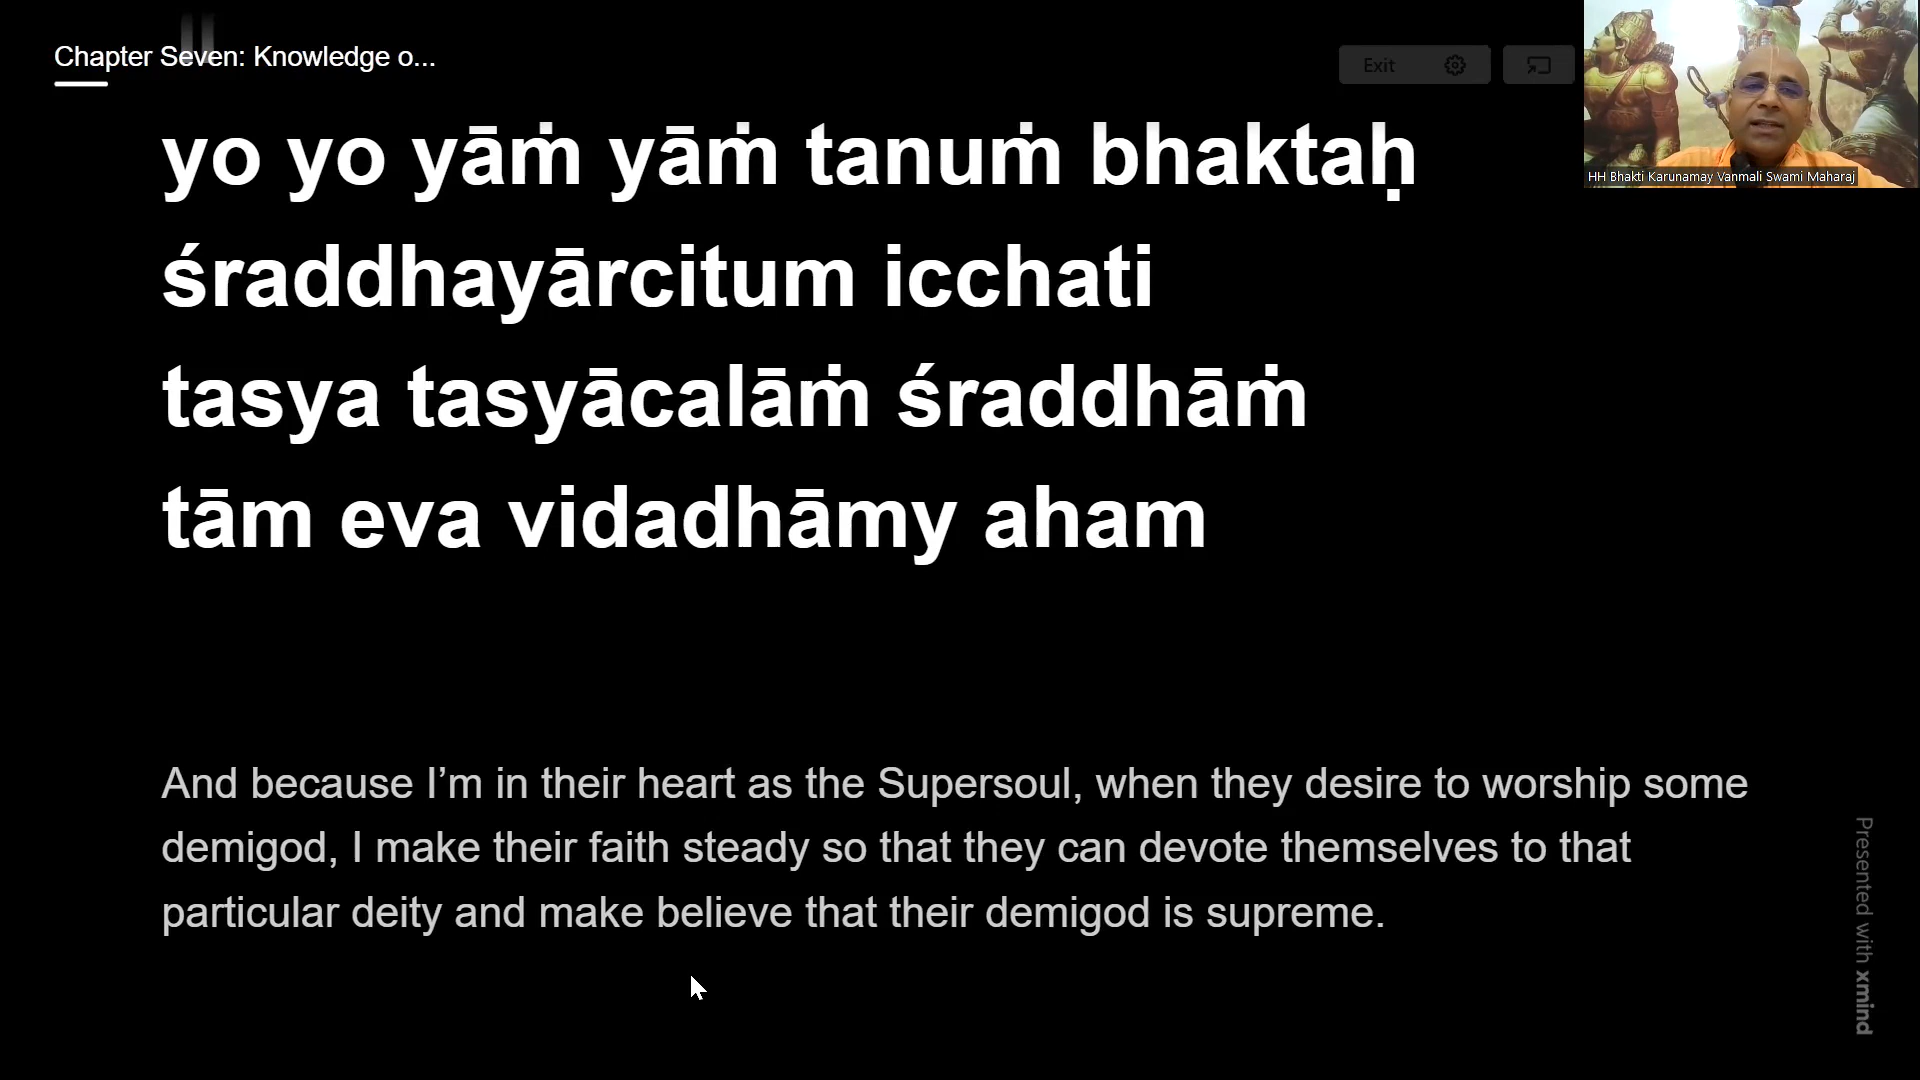 Chapter Seven: Knowledge o...
Exit
HH Bhakti Karunamay Vanmali Swami Maharaj
yo yo yāṁ yāṁ tanuṁ bhaktaḥ
śraddhayārcitum icchati
tasya tasyācalāṁ śraddhāṁ
tām eva vidadhāmy aham
And because I’m in their heart as the Supersoul, when they desire to worship some
demigod, I make their faith steady so that they can devote themselves to that
particular deity and make believe that their demigod is supreme.
Presented with xmind